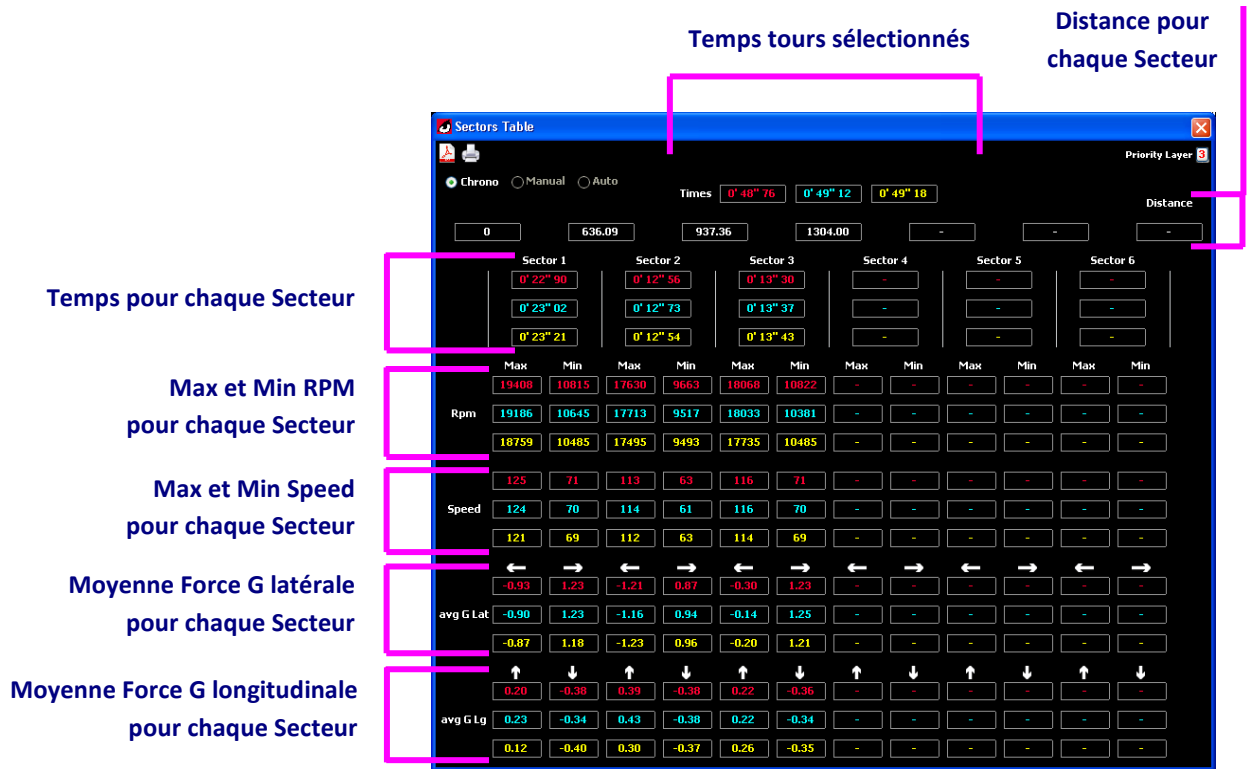 Distance pour
chaque Secteur
Temps tours sélectionnés
Sectors Table
Priority Layer 3
Chrono Manual Auto
Times 0' 48" 76 0' 49" 12 0' 49" 18
Distance
0 636.09 937.36 1304.00 - - -
Sector 1 Sector 2 Sector 3 Sector 4 Sector 5 Sector 6
Temps pour chaque Secteur
0' 22" 90 0' 12" 56 0' 13" 30 - - -
0' 23" 02 0' 12" 73 0' 13" 37 - - -
0' 23" 21 0' 12" 54 0' 13" 43 - - -
Max Min Max Min Max Min Max Min Max Min Max Min
Max et Min RPM
pour chaque Secteur
19408 10815 17630 9663 18068 10822 - - - - - -
Rpm 19186 10645 17713 9517 18033 10381 - - - - - -
18759 10485 17495 9493 17735 10485 - - - - - -
Max et Min Speed
pour chaque Secteur
125 71 113 63 116 71 - - - - - -
Speed 124 70 114 61 116 70 - - - - - -
121 69 112 63 114 69 - - - - - -
Moyenne Force G latérale
pour chaque Secteur
← → ← → ← → ← → ← → ← →
-0.93 1.23 -1.21 0.87 -0.30 1.23 - - - - - -
avg G Lat -0.90 1.23 -1.16 0.94 -0.14 1.25 - - - - - -
-0.87 1.18 -1.23 0.96 -0.20 1.21 - - - - - -
Moyenne Force G longitudinale
pour chaque Secteur
↑ ↓ ↑ ↓ ↑ ↓ ↑ ↓ ↑ ↓ ↑ ↓
0.20 -0.38 0.39 -0.38 0.22 -0.36 - - - - - -
avg G Lg 0.23 -0.34 0.43 -0.38 0.22 -0.34 - - - - - -
0.12 -0.40 0.30 -0.37 0.26 -0.35 - - - - - -